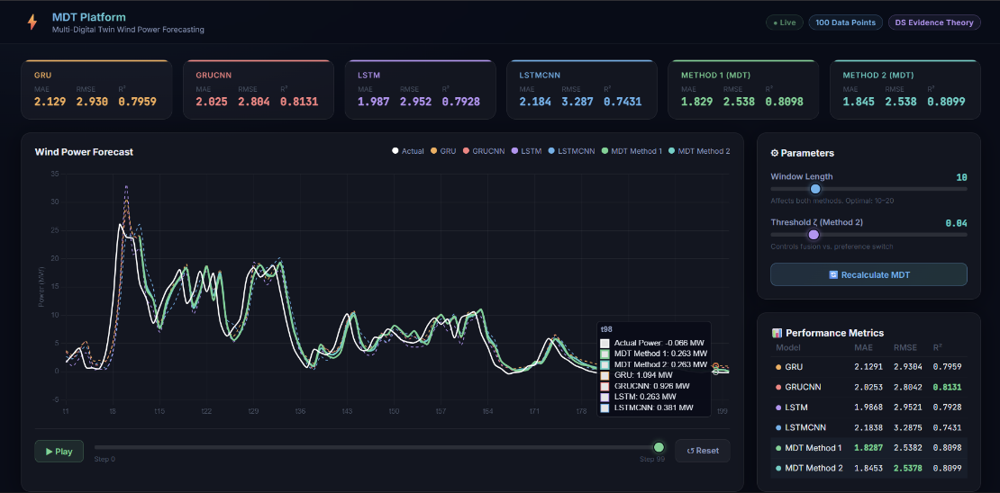 MDT Platform
Multi-Digital Twin Wind Power Forecasting
● Live
100 Data Points
DS Evidence Theory
GRU
MAE RMSE R²
2.129 2.930 0.7959
GRUCNN
MAE RMSE R²
2.025 2.804 0.8131
LSTM
MAE RMSE R²
1.987 2.952 0.7928
LSTMCNN
MAE RMSE R²
2.184 3.287 0.7431
METHOD 1 (MDT)
MAE RMSE R²
1.829 2.538 0.8098
METHOD 2 (MDT)
MAE RMSE R²
1.845 2.538 0.8099
Wind Power Forecast
Actual GRU GRUCNN LSTM LSTMCNN MDT Method 1 MDT Method 2
Power (MW)
35
30
25
20
15
10
5
0
-5
t1 t8 t15 t22 t29 t36 t43 t50 t57 t64 t71 t78 t99
t98
Actual Power: -0.066 MW
MDT Method 1: 0.263 MW
MDT Method 2: 0.263 MW
GRU: 1.094 MW
GRUCNN: 0.926 MW
LSTM: 0.263 MW
LSTMCNN: 0.381 MW
▶ Play
Step 0
Step 99
↺ Reset
⚙ Parameters
Window Length 10
Affects both methods. Optimal: 10–20
Threshold ζ (Method 2) 0.04
Controls fusion vs. preference switch
🔄 Recalculate MDT
📊 Performance Metrics
Model MAE RMSE R²
GRU 2.1291 2.9304 0.7959
GRUCNN 2.0253 2.8042 0.8131
LSTM 1.9868 2.9521 0.7928
LSTMCNN 2.1838 3.2875 0.7431
MDT Method 1 1.8287 2.5382 0.8098
MDT Method 2 1.8453 2.5378 0.8099